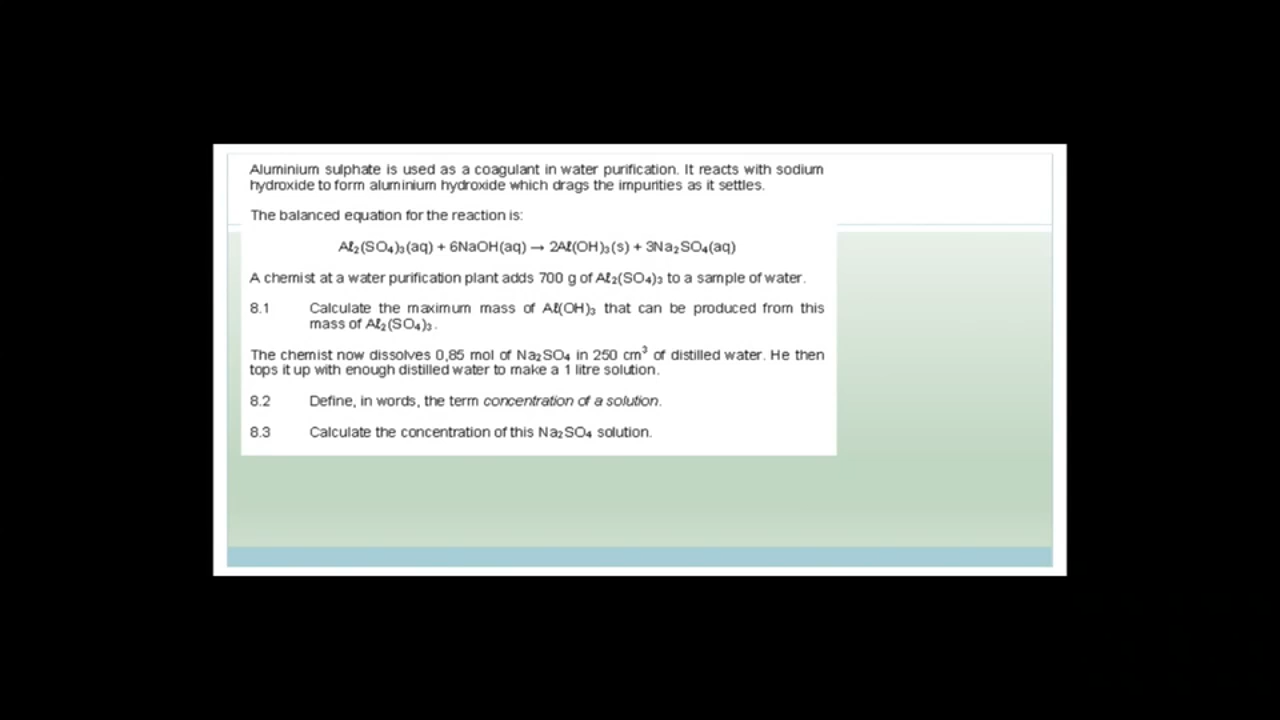 Aluminium sulphate is used as a coagulant in water purification. It reacts with sodium
hydroxide to form aluminium hydroxide which drags the impurities as it settles.
The balanced equation for the reaction is:
Aℓ₂(SO₄)₃(aq) + 6NaOH(aq) → 2Aℓ(OH)₃(s) + 3Na₂SO₄(aq)
A chemist at a water purification plant adds 700 g of Aℓ₂(SO₄)₃ to a sample of water.
8.1 Calculate the maximum mass of Aℓ(OH)₃ that can be produced from this
mass of Aℓ₂(SO₄)₃.
The chemist now dissolves 0,85 mol of Na₂SO₄ in 250 cm³ of distilled water. He then
tops it up with enough distilled water to make a 1 litre solution.
8.2 Define, in words, the term concentration of a solution.
8.3 Calculate the concentration of this Na₂SO₄ solution.